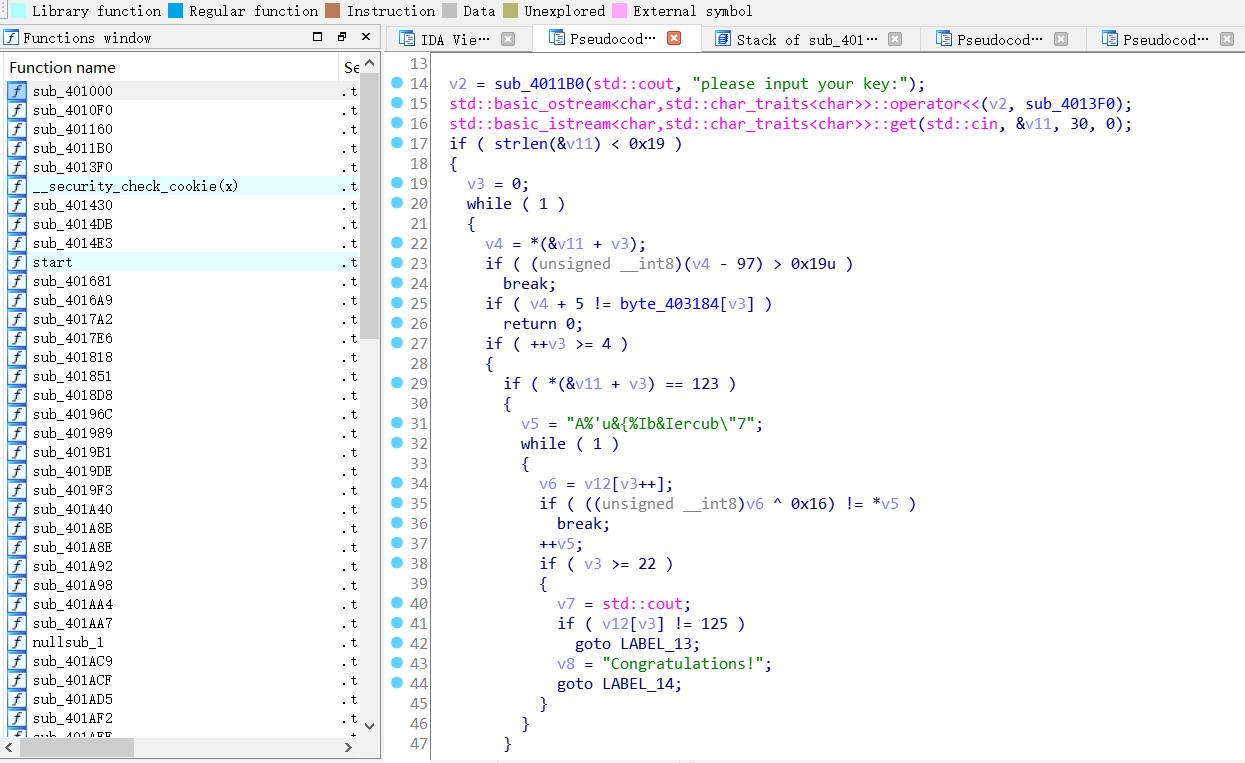 Library function Regular function Instruction Data Unexplored External symbol
Functions window
IDA Vie··· Pseudocod··· Stack of sub_401··· Pseudocod··· Pseudocod···
Function name Se
sub_401000 .t
sub_4010F0 .t
sub_401160 .t
sub_4011B0 .t
sub_4013F0 .t
__security_check_cookie(x) .t
sub_401430 .t
sub_4014DB .t
sub_4014E3 .t
start .t
sub_401681 .t
sub_4016A9 .t
sub_4017A2 .t
sub_4017E6 .t
sub_401818 .t
sub_401851 .t
sub_4018D8 .t
sub_40196C .t
sub_401989 .t
sub_4019B1 .t
sub_4019DE .t
sub_4019F3 .t
sub_401A40 .t
sub_401A8B .t
sub_401A8E .t
sub_401A92 .t
sub_401A98 .t
sub_401AA4 .t
sub_401AA7 .t
nullsub_1 .t
sub_401AC9 .t
sub_401ACF .t
sub_401AD5 .t
sub_401AF2 .t
13
14 v2 = sub_4011B0(std::cout, "please input your key:");
15 std::basic_ostream<char,std::char_traits<char>>::operator<<(v2, sub_4013F0);
16 std::basic_istream<char,std::char_traits<char>>::get(std::cin, &v11, 30, 0);
17 if ( strlen(&v11) < 0x19 )
18 {
19 v3 = 0;
20 while ( 1 )
21 {
22 v4 = *(&v11 + v3);
23 if ( (unsigned __int8)(v4 - 97) > 0x19u )
24 break;
25 if ( v4 + 5 != byte_403184[v3] )
26 return 0;
27 if ( ++v3 >= 4 )
28 {
29 if ( *(&v11 + v3) == 123 )
30 {
31 v5 = "A%'u&{%Ib&Iercub\"7";
32 while ( 1 )
33 {
34 v6 = v12[v3++];
35 if ( ((unsigned __int8)v6 ^ 0x16) != *v5 )
36 break;
37 ++v5;
38 if ( v3 >= 22 )
39 {
40 v7 = std::cout;
41 if ( v12[v3] != 125 )
42 goto LABEL_13;
43 v8 = "Congratulations!";
44 goto LABEL_14;
45 }
46 }
47 }